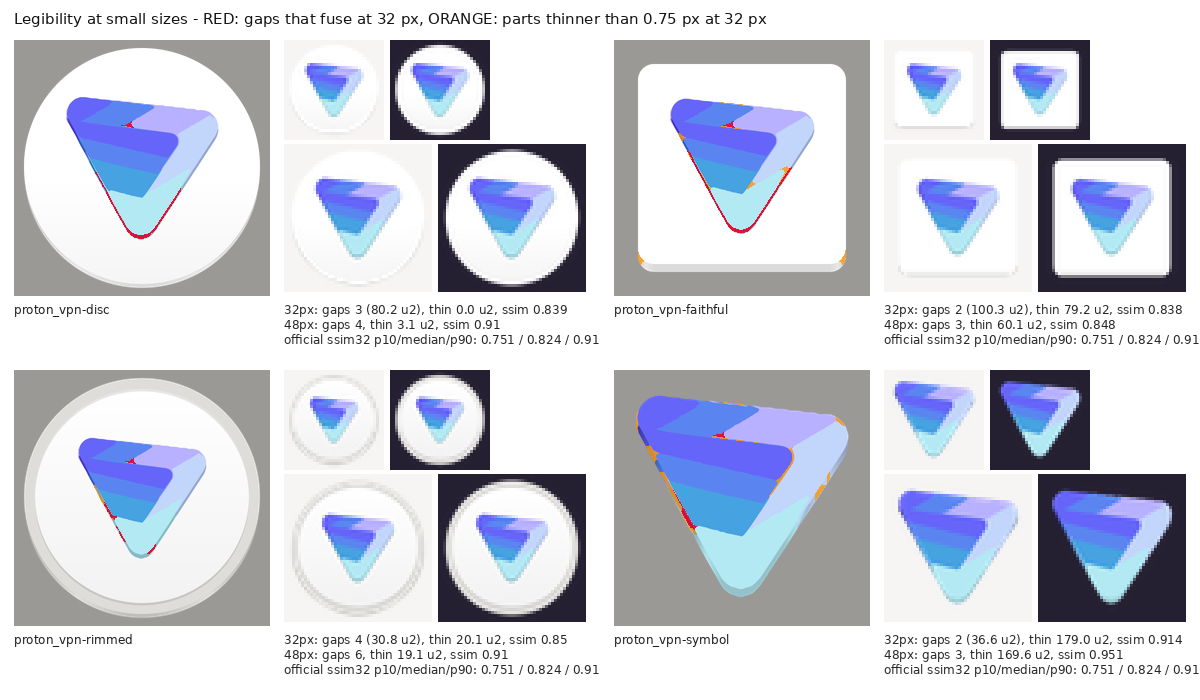 Legibility at small sizes - RED: gaps that fuse at 32 px, ORANGE: parts thinner than 0.75 px at 32 px
proton_vpn-disc
32px: gaps 3 (80.2 u2), thin 0.0 u2, ssim 0.839
48px: gaps 4, thin 3.1 u2, ssim 0.91
official ssim32 p10/median/p90: 0.751 / 0.824 / 0.91
proton_vpn-faithful
32px: gaps 2 (100.3 u2), thin 79.2 u2, ssim 0.838
48px: gaps 3, thin 60.1 u2, ssim 0.848
official ssim32 p10/median/p90: 0.751 / 0.824 / 0.91
proton_vpn-rimmed
32px: gaps 4 (30.8 u2), thin 20.1 u2, ssim 0.85
48px: gaps 6, thin 19.1 u2, ssim 0.91
official ssim32 p10/median/p90: 0.751 / 0.824 / 0.91
proton_vpn-symbol
32px: gaps 2 (36.6 u2), thin 179.0 u2, ssim 0.914
48px: gaps 3, thin 169.6 u2, ssim 0.951
official ssim32 p10/median/p90: 0.751 / 0.824 / 0.91